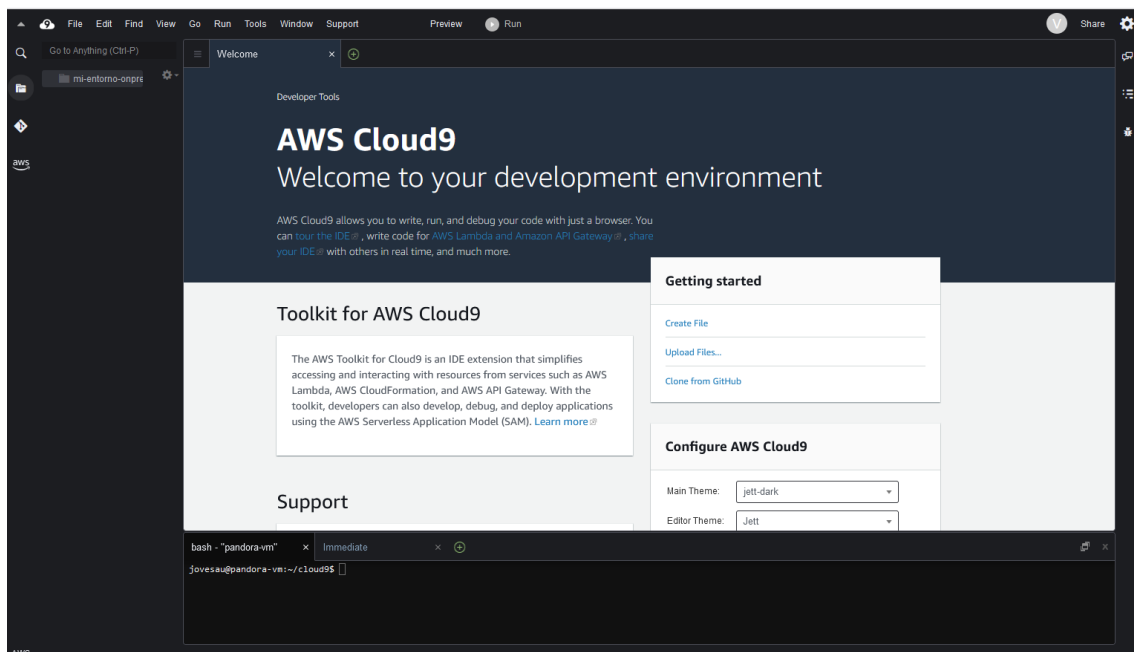 File Edit Find View Go Run Tools Window Support Preview Run V Share
Go to Anything (Ctrl-P)
Welcome
mi-entorno-onpre
aws
Developer Tools
AWS Cloud9
Welcome to your development environment
AWS Cloud9 allows you to write, run, and debug your code with just a browser. You
can tour the IDE , write code for AWS Lambda and Amazon API Gateway , share
your IDE with others in real time, and much more.
Getting started
Create File
Upload Files...
Clone from GitHub
Toolkit for AWS Cloud9
The AWS Toolkit for Cloud9 is an IDE extension that simplifies
accessing and interacting with resources from services such as AWS
Lambda, AWS CloudFormation, and AWS API Gateway. With the
toolkit, developers can also develop, debug, and deploy applications
using the AWS Serverless Application Model (SAM). Learn more
Configure AWS Cloud9
Main Theme: jett-dark
Editor Theme: Jett
Support
bash - "pandora-vm" Immediate
jovesau@pandora-vm:~/cloud9$